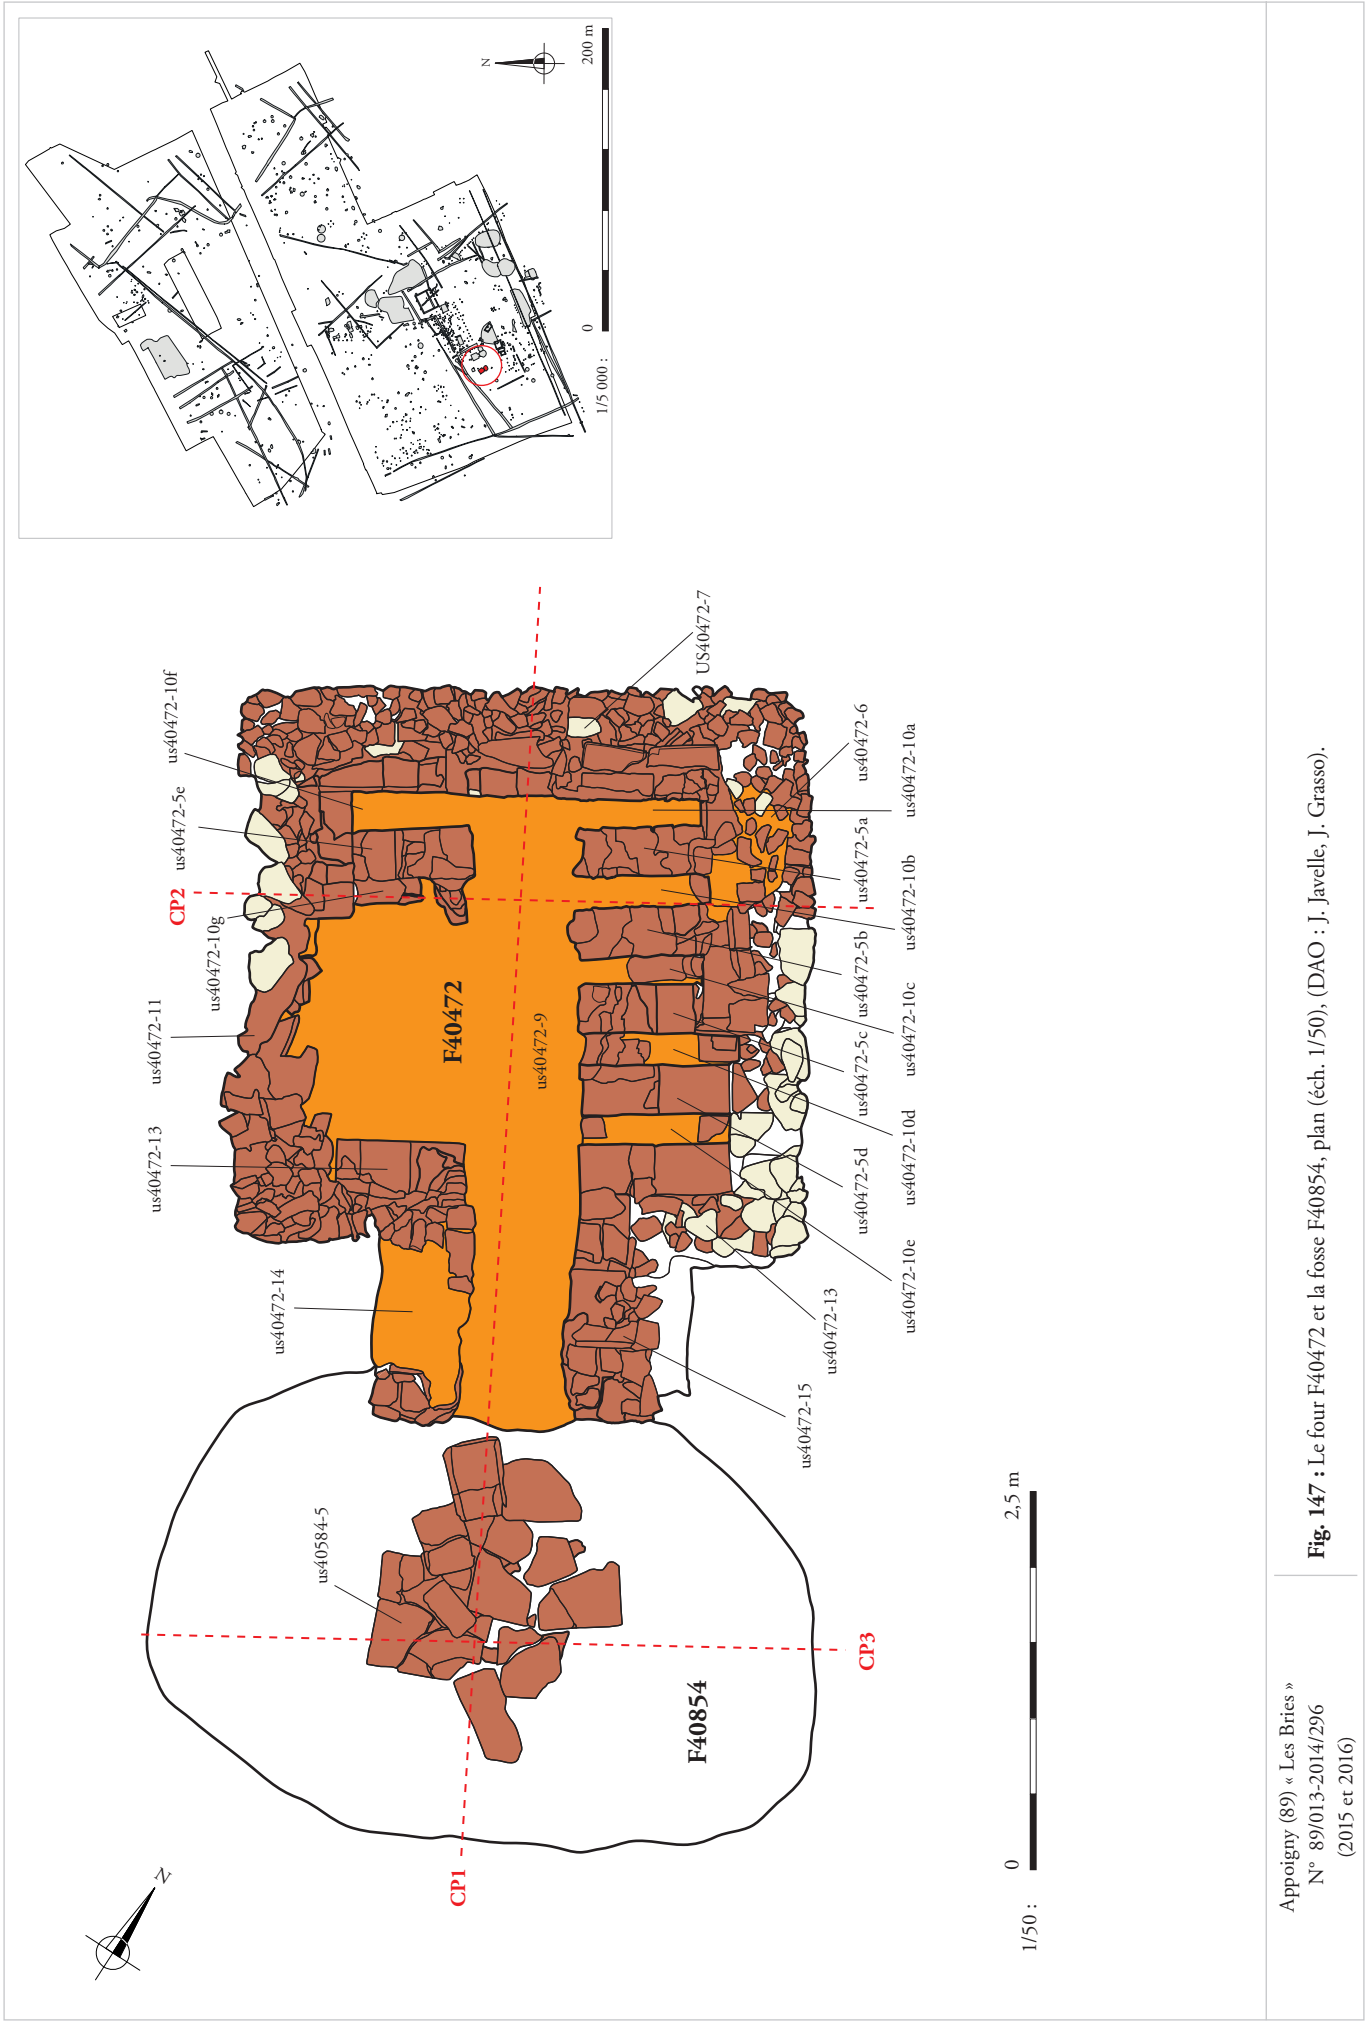 N
0
200 m
1/5 000 :
us40472-10f
US40472-7
us40472-5e
us40472-6
CP2
us40472-10a
us40472-10g
us40472-5a
us40472-10b
us40472-11
F40472
us40472-9
us40472-5b
us40472-10c
us40472-5c
us40472-13
us40472-10d
us40472-5d
us40472-14
us40472-10e
us40472-13
us40472-15
us40584-5
F40854
CP3
CP1
N
1/50 :
0
2,5 m
Appoigny (89) « Les Bries »
N° 89/013-2014/296
(2015 et 2016)
Fig. 147 : Le four F40472 et la fosse F40854, plan (éch. 1/50), (DAO : J. Javelle, J. Grasso).